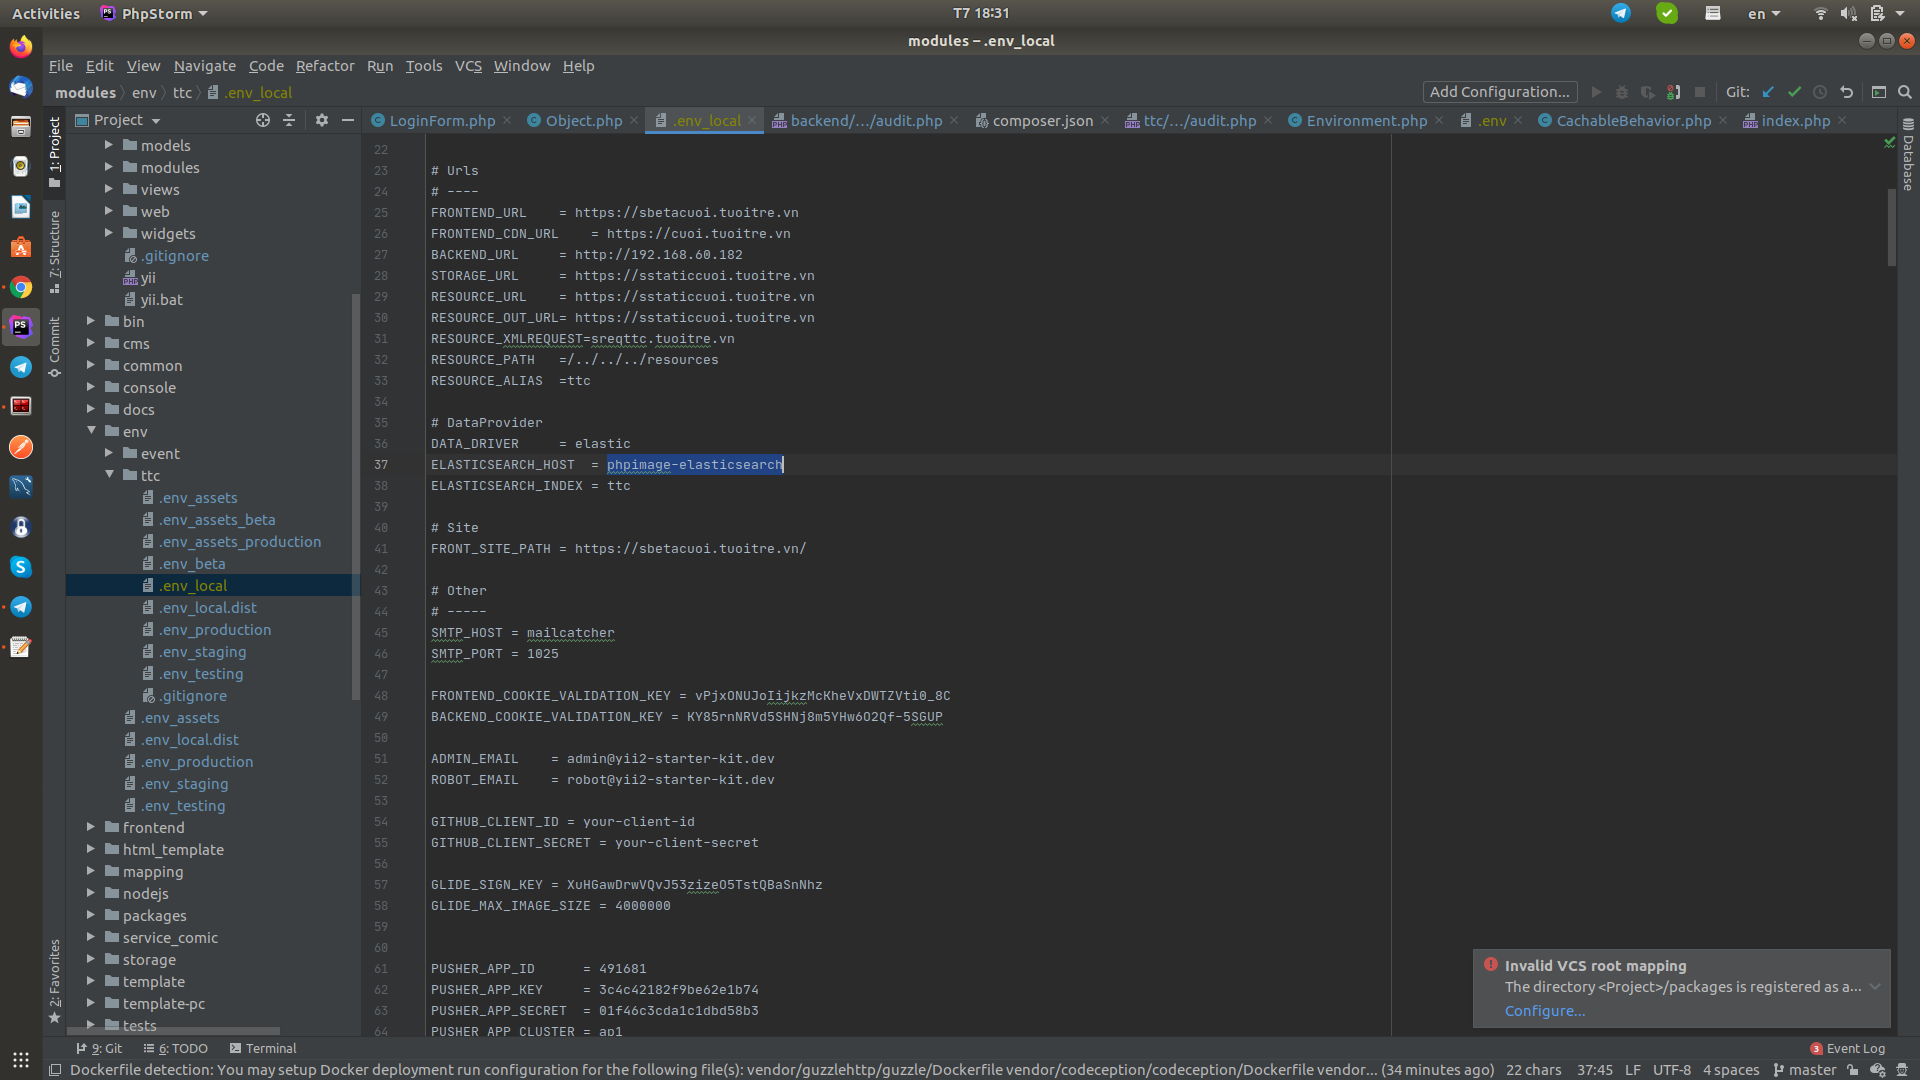 Activities
PhpStorm
T7 18:31
en
modules – .env_local
File Edit View Navigate Code Refactor Run Tools VCS Window Help
modules env ttc .env_local
Add Configuration...
Git:
Project
LoginForm.php
Object.php
.env_local
backend/.../audit.php
composer.json
ttc/.../audit.php
Environment.php
.env
CachableBehavior.php
index.php
1: Project
7: Structure
Commit
2: Favorites
Database
models
modules
views
web
widgets
.gitignore
yii
yii.bat
bin
cms
common
console
docs
env
event
ttc
.env_assets
.env_assets_beta
.env_assets_production
.env_beta
.env_local
.env_local.dist
.env_production
.env_staging
.env_testing
.gitignore
.env_assets
.env_local.dist
.env_production
.env_staging
.env_testing
frontend
html_template
mapping
nodejs
packages
service_comic
storage
template
template-pc
tests
22
23 # Urls
24 # ----
25 FRONTEND_URL    = https://sbetacuoi.tuoitre.vn
26 FRONTEND_CDN_URL    = https://cuoi.tuoitre.vn
27 BACKEND_URL     = http://192.168.60.182
28 STORAGE_URL     = https://sstaticcuoi.tuoitre.vn
29 RESOURCE_URL    = https://sstaticcuoi.tuoitre.vn
30 RESOURCE_OUT_URL= https://sstaticcuoi.tuoitre.vn
31 RESOURCE_XMLREQUEST=sreqttc.tuoitre.vn
32 RESOURCE_PATH   =/../../../resources
33 RESOURCE_ALIAS  =ttc
34
35 # DataProvider
36 DATA_DRIVER     = elastic
37 ELASTICSEARCH_HOST  = phpimage-elasticsearch
38 ELASTICSEARCH_INDEX = ttc
39
40 # Site
41 FRONT_SITE_PATH = https://sbetacuoi.tuoitre.vn/
42
43 # Other
44 # -----
45 SMTP_HOST = mailcatcher
46 SMTP_PORT = 1025
47
48 FRONTEND_COOKIE_VALIDATION_KEY = vPjxONUJoIijkzMcKheVxDWTZVti0_8C
49 BACKEND_COOKIE_VALIDATION_KEY = KY85rnNRVd5SHNj8m5YHw6O2Qf-5SGUP
50
51 ADMIN_EMAIL    = admin@yii2-starter-kit.dev
52 ROBOT_EMAIL    = robot@yii2-starter-kit.dev
53
54 GITHUB_CLIENT_ID = your-client-id
55 GITHUB_CLIENT_SECRET = your-client-secret
56
57 GLIDE_SIGN_KEY = XuHGawDrwVQvJ53zizeO5TstQBaSnNhz
58 GLIDE_MAX_IMAGE_SIZE = 4000000
59
60
61 PUSHER_APP_ID      = 491681
62 PUSHER_APP_KEY     = 3c4c42182f9be62e1b74
63 PUSHER_APP_SECRET  = 01f46c3cda1c1dbd58b3
64 PUSHER_APP_CLUSTER = ap1
Invalid VCS root mapping
The directory <Project>/packages is registered as a...
Configure...
9: Git
6: TODO
Terminal
3 Event Log
Dockerfile detection: You may setup Docker deployment run configuration for the following file(s): vendor/guzzlehttp/guzzle/Dockerfile vendor/codeception/codeception/Dockerfile vendor... (34 minutes ago)
22 chars
37:45
LF
UTF-8
4 spaces
master